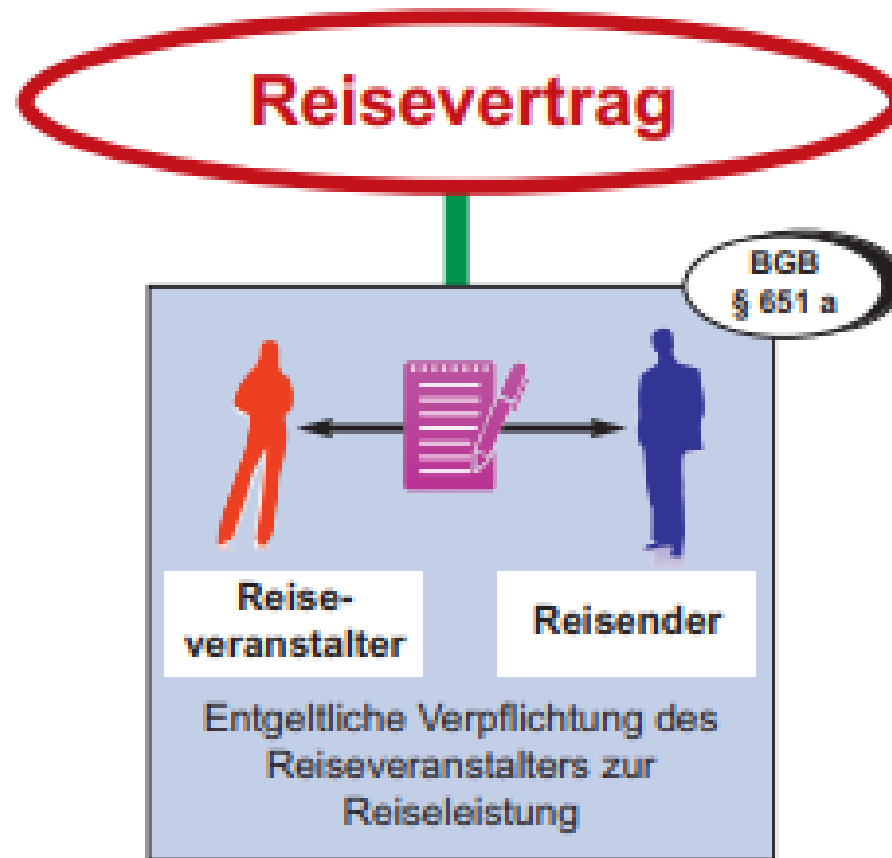 Reisevertrag
BGB
§ 651 a
Reise-
veranstalter
Reisender
Entgeltliche Verpflichtung des
Reiseveranstalters zur
Reiseleistung